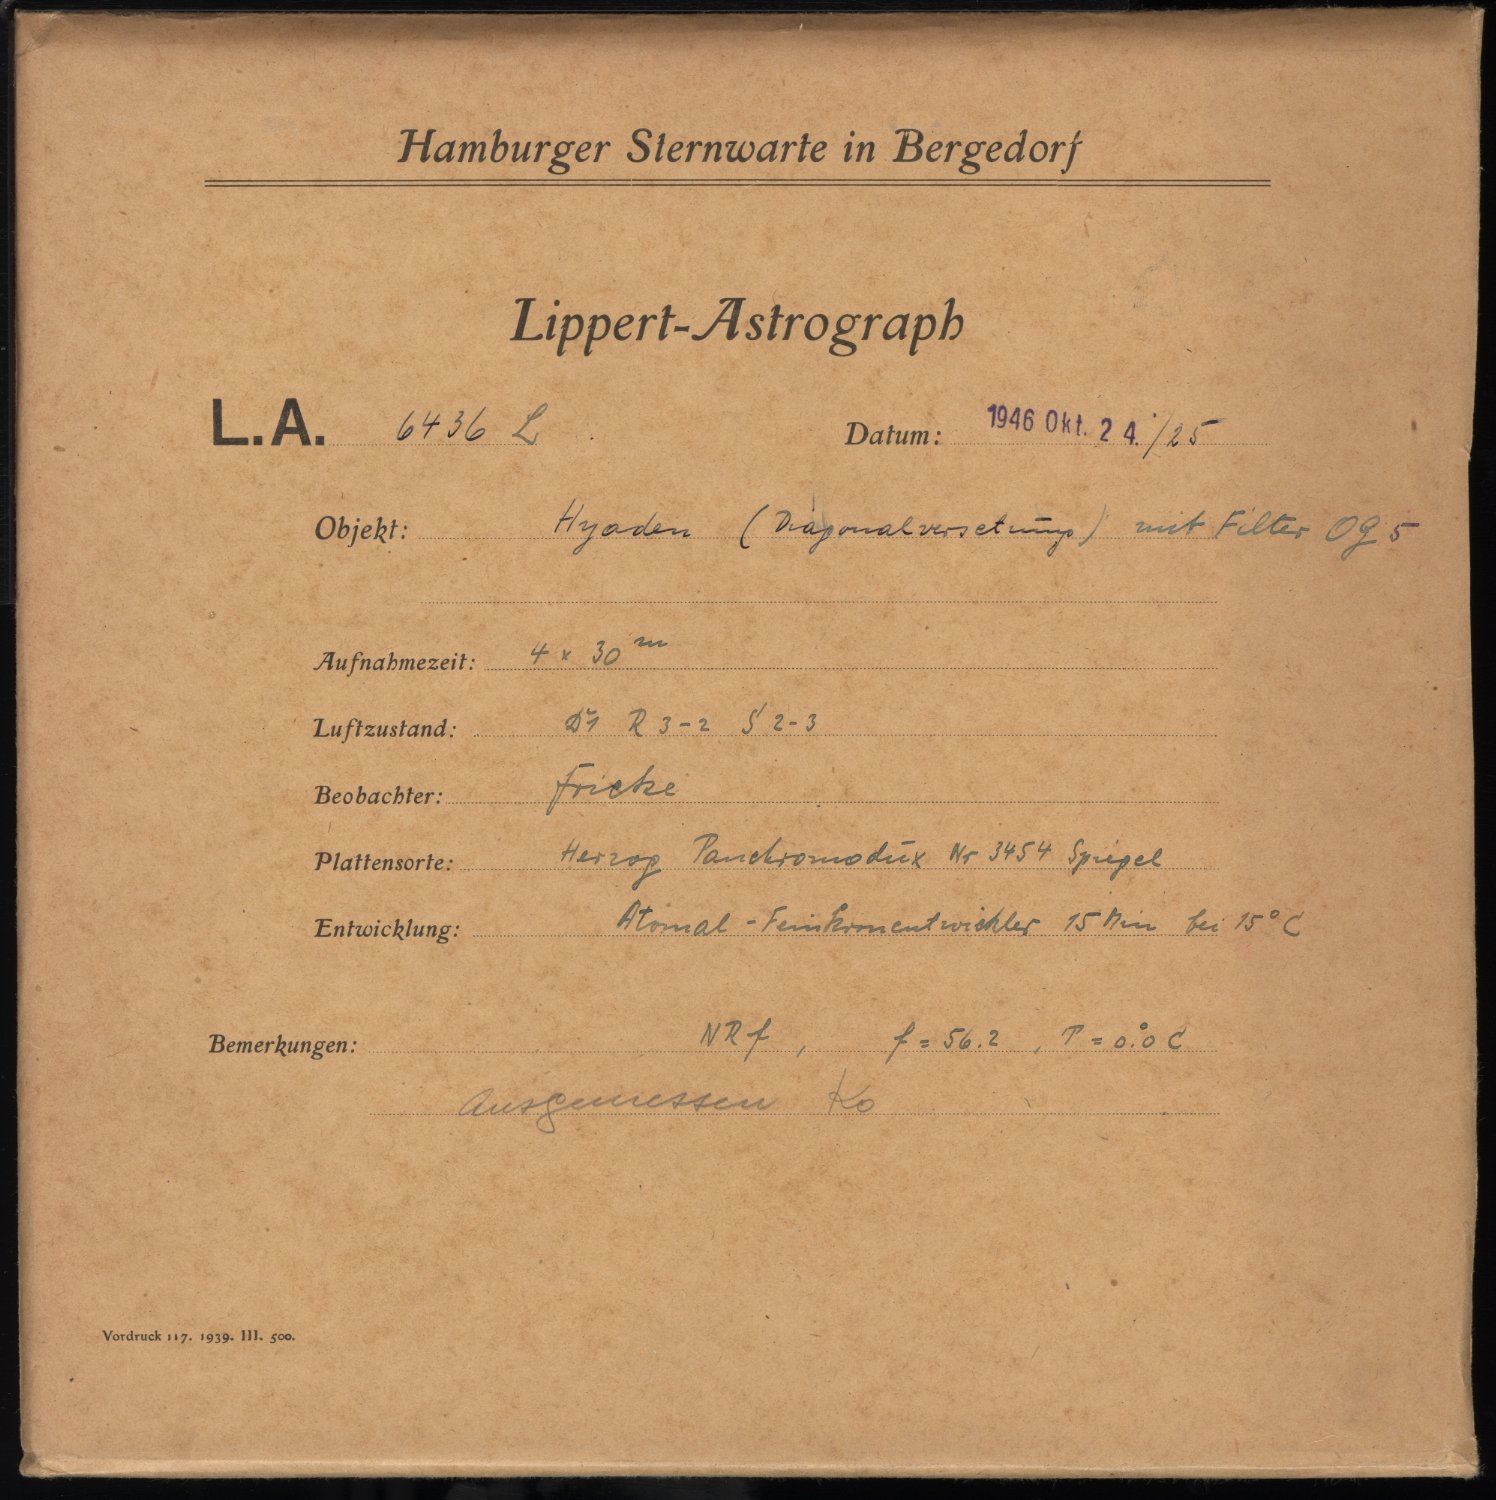 Hamburger Sternwarte in Bergedorf
Lippert-Astrograph
L.A. 6436 L Datum: 1946 Okt. 24./25
Objekt: Hyaden (Diagonalversetzung) mit Filter OG 5
Aufnahmezeit: 4 x 30 m
Luftzustand: R 3-2 S 2-3
Beobachter: Fricke
Plattensorte: Herzog Panchromodux Nr 3454 Spiegel
Entwicklung: Atomal-Feinkornentwickler 15 Min bei 15° C
Bemerkungen: NRf, f = 56.2, T = 0.°0 C
Ausgemessen Ko
Vordruck 117. 1939. III. 500.